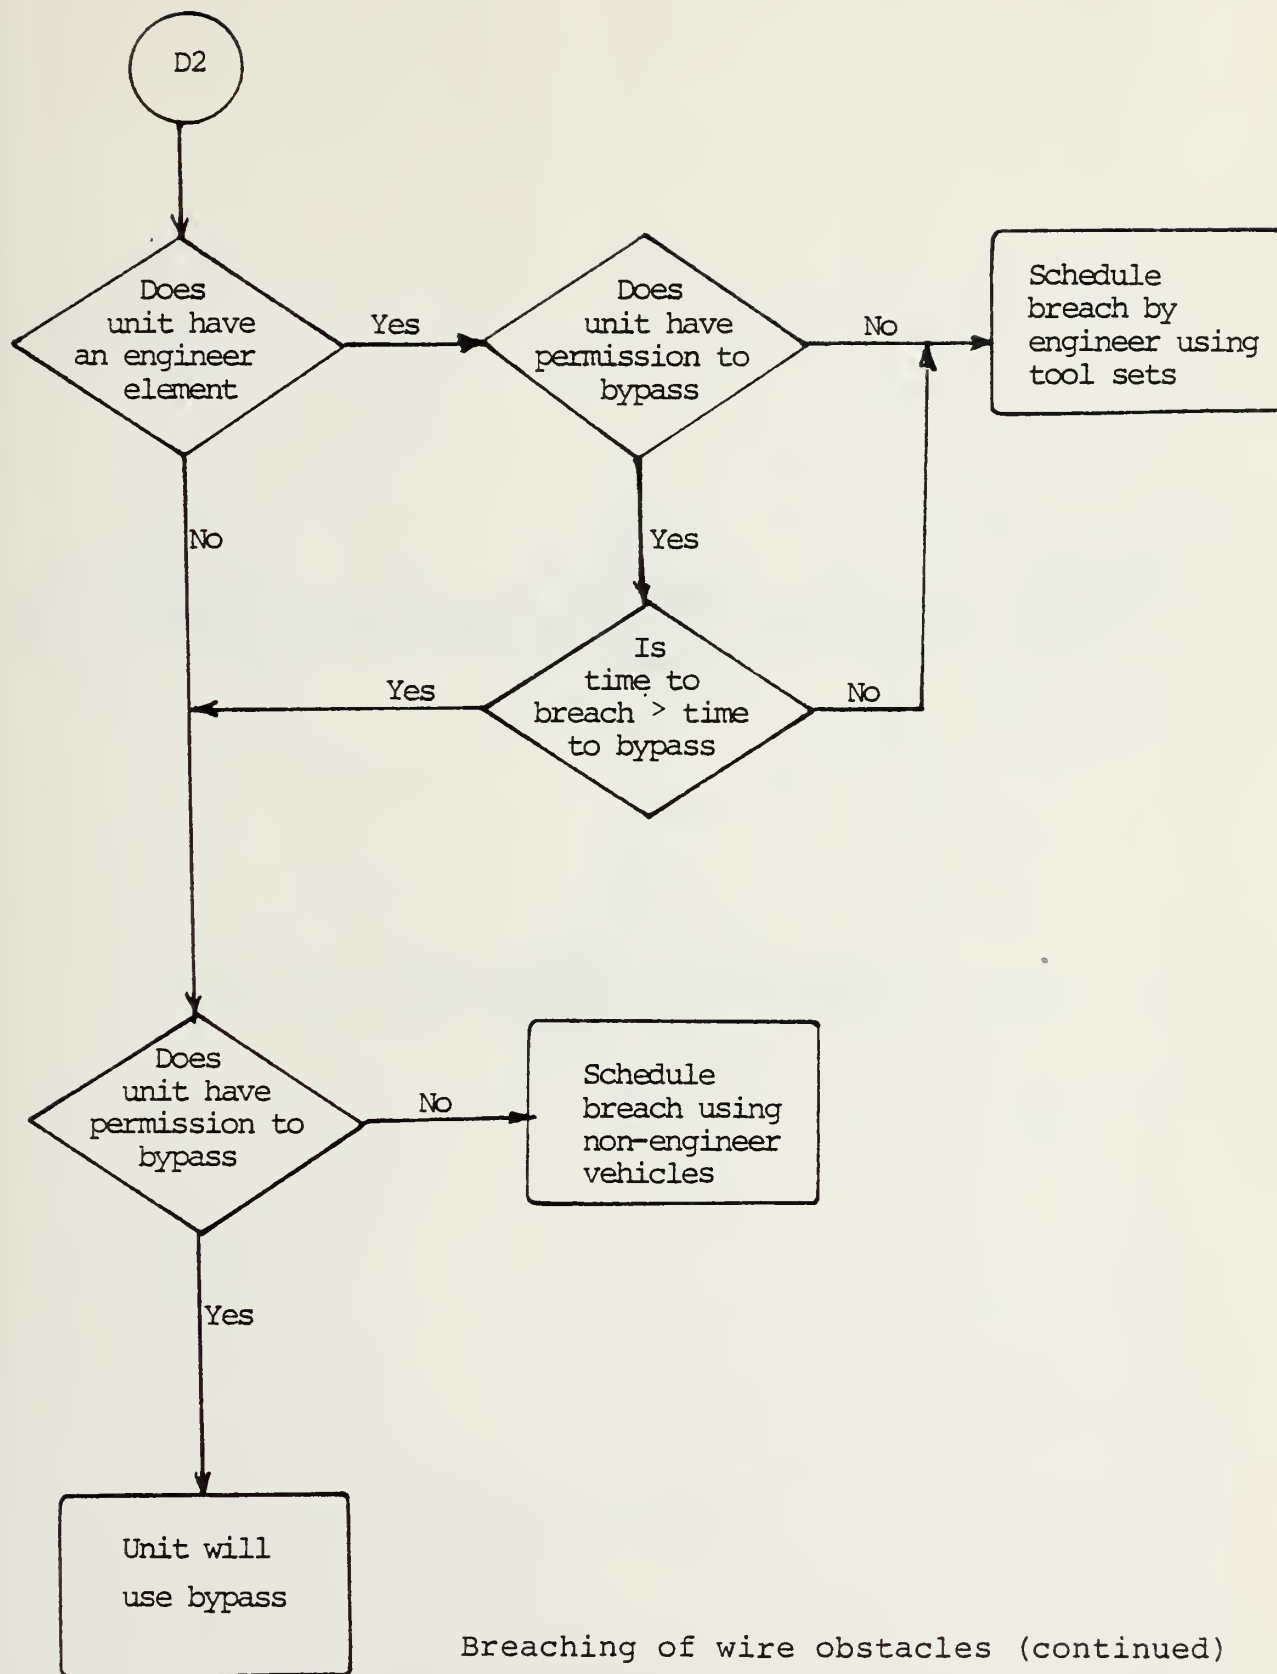 D2
Does
unit have
an engineer
element
Yes
Does
unit have
permission to
bypass
No
Schedule
breach by
engineer using
tool sets
No
Yes
Is
time to
breach > time
to bypass
Yes
No
Does
unit have
permission to
bypass
No
Schedule
breach using
non-engineer
vehicles
Yes
Unit will
use bypass
Breaching of wire obstacles (continued)